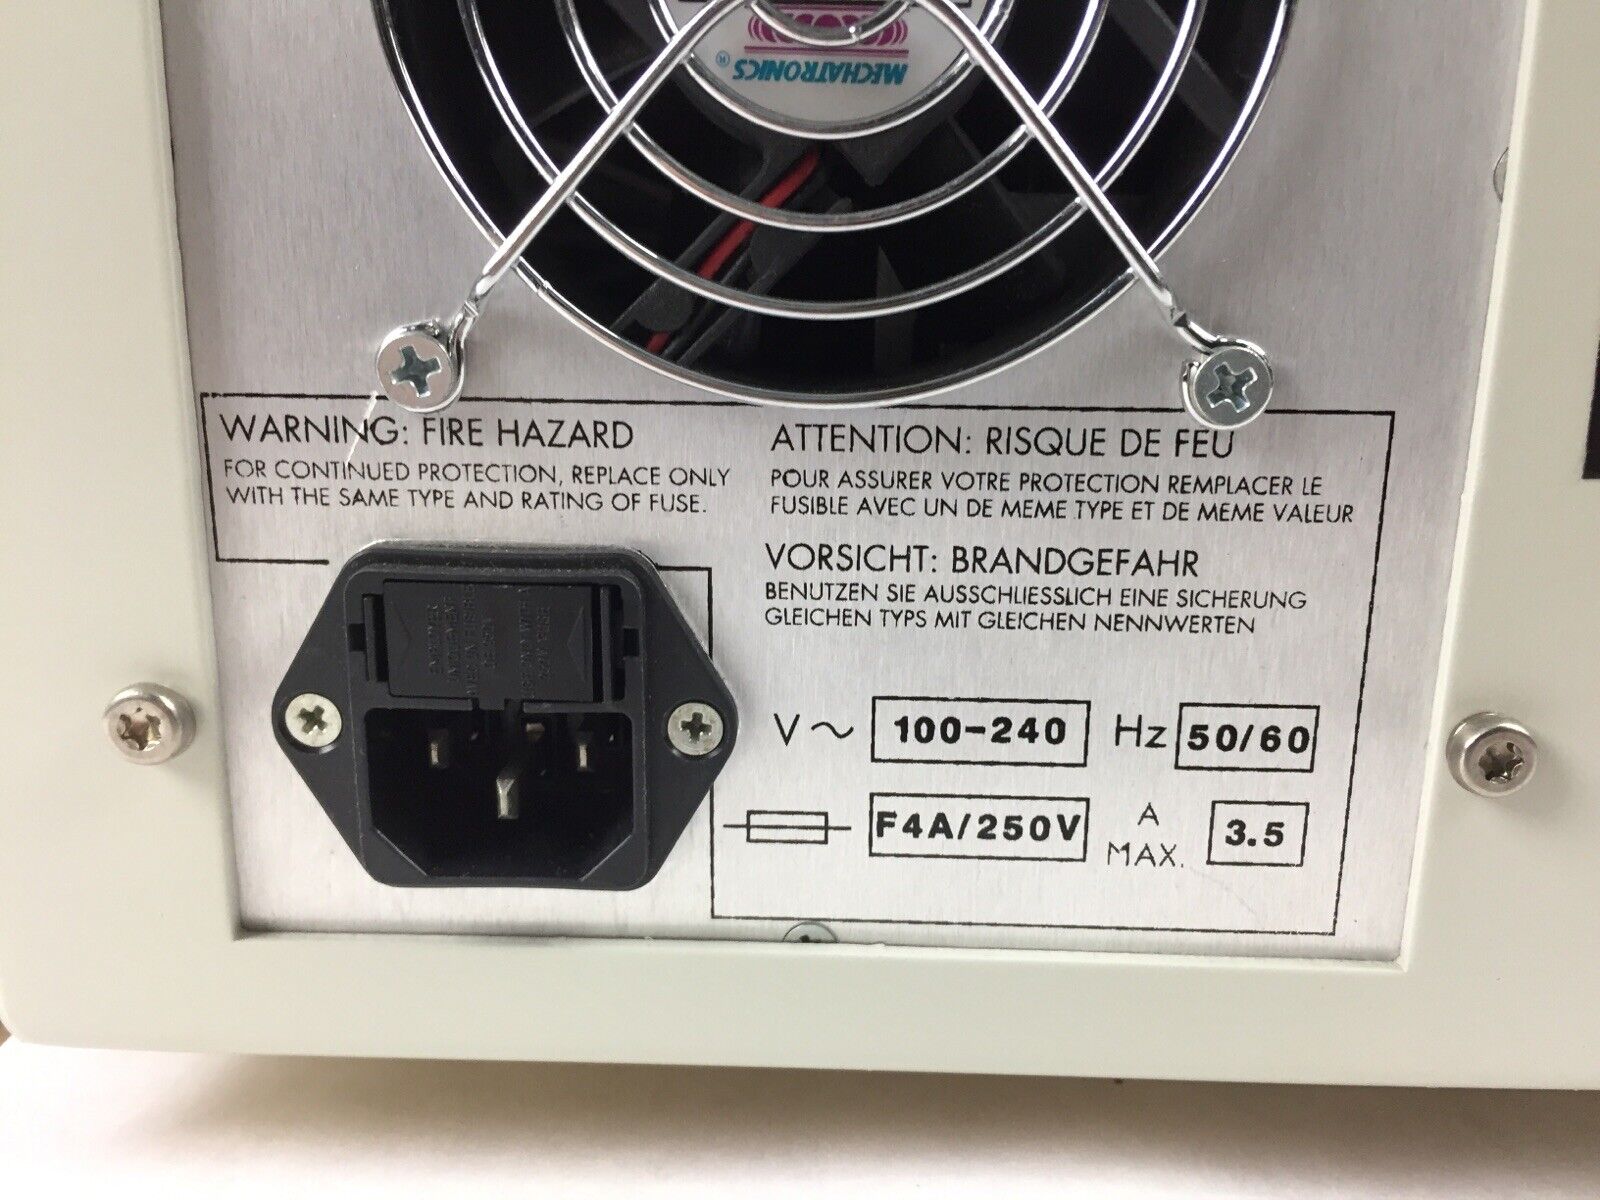 MECHATRONICS®
WARNING: FIRE HAZARD
FOR CONTINUED PROTECTION, REPLACE ONLY
WITH THE SAME TYPE AND RATING OF FUSE.
ATTENTION: RISQUE DE FEU
POUR ASSURER VOTRE PROTECTION REMPLACER LE
FUSIBLE AVEC UN DE MEME TYPE ET DE MEME VALEUR
VORSICHT: BRANDGEFAHR
BENUTZEN SIE AUSSCHLIESSLICH EINE SICHERUNG
GLEICHEN TYPS MIT GLEICHEN NENNWERTEN
V~ 100-240 Hz 50/60
F4A/250V A MAX. 3.5